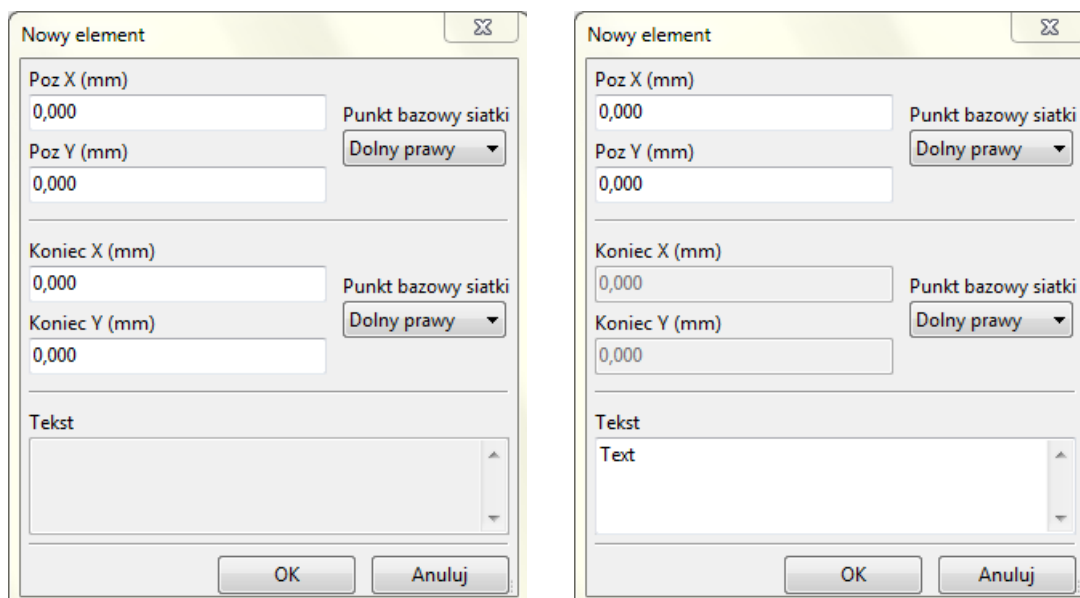 Nowy element
Poz X (mm)
0,000
Punkt bazowy siatki
Poz Y (mm)
Dolny prawy
0,000
Koniec X (mm)
0,000
Punkt bazowy siatki
Koniec Y (mm)
Dolny prawy
0,000
Tekst
OK Anuluj
Nowy element
Poz X (mm)
0,000
Punkt bazowy siatki
Poz Y (mm)
Dolny prawy
0,000
Koniec X (mm)
0,000
Punkt bazowy siatki
Koniec Y (mm)
Dolny prawy
0,000
Tekst
Text
OK Anuluj